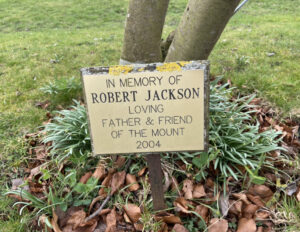 IN MEMORY OF
ROBERT JACKSON
LOVING
FATHER & FRIEND
OF THE MOUNT
2004